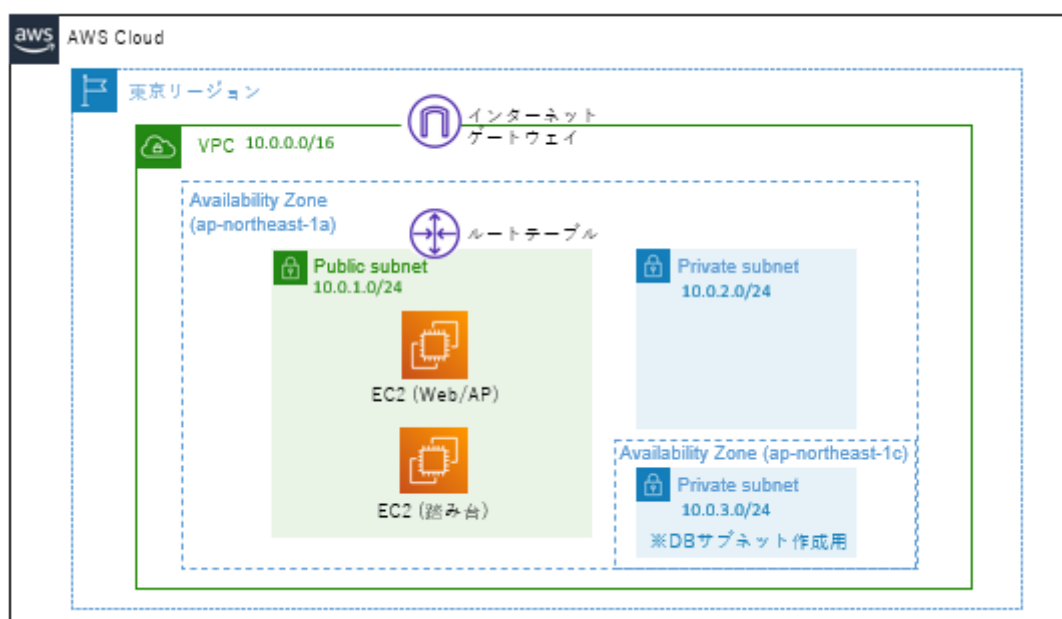 aws
AWS Cloud
東京リージョン
インターネット
ゲートウェイ
VPC 10.0.0.0/16
Availability Zone
(ap-northeast-1a)
ルートテーブル
Public subnet
10.0.1.0/24
Private subnet
10.0.2.0/24
EC2 (Web/AP)
EC2 (踏み台)
Availability Zone (ap-northeast-1c)
Private subnet
10.0.3.0/24
※DBサブネット作成用